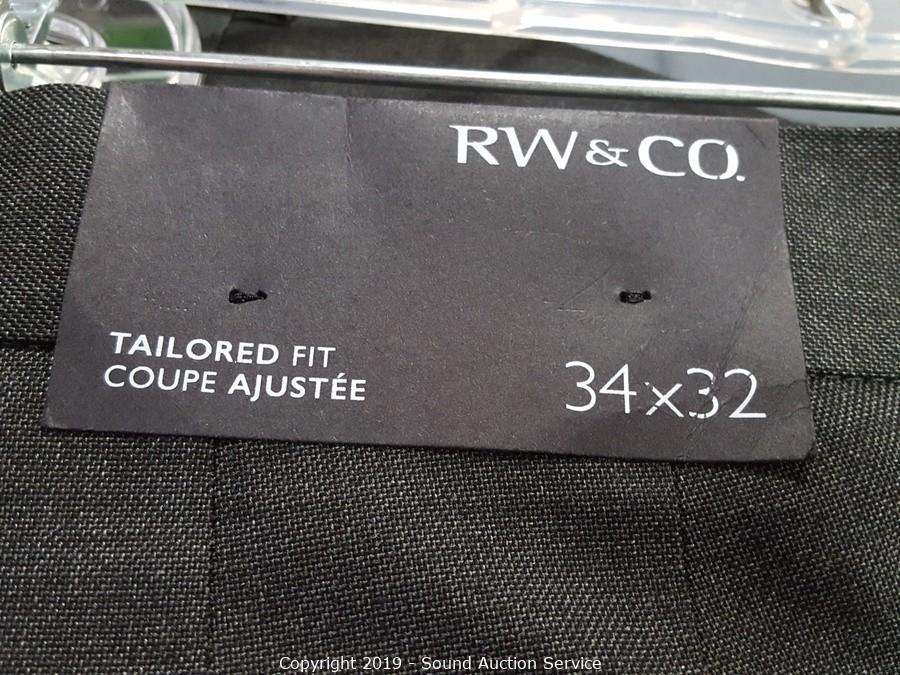 RW & CO.
TAILORED FIT
COUPE AJUSTÉE
34x32
Copyright 2019 - Sound Auction Service